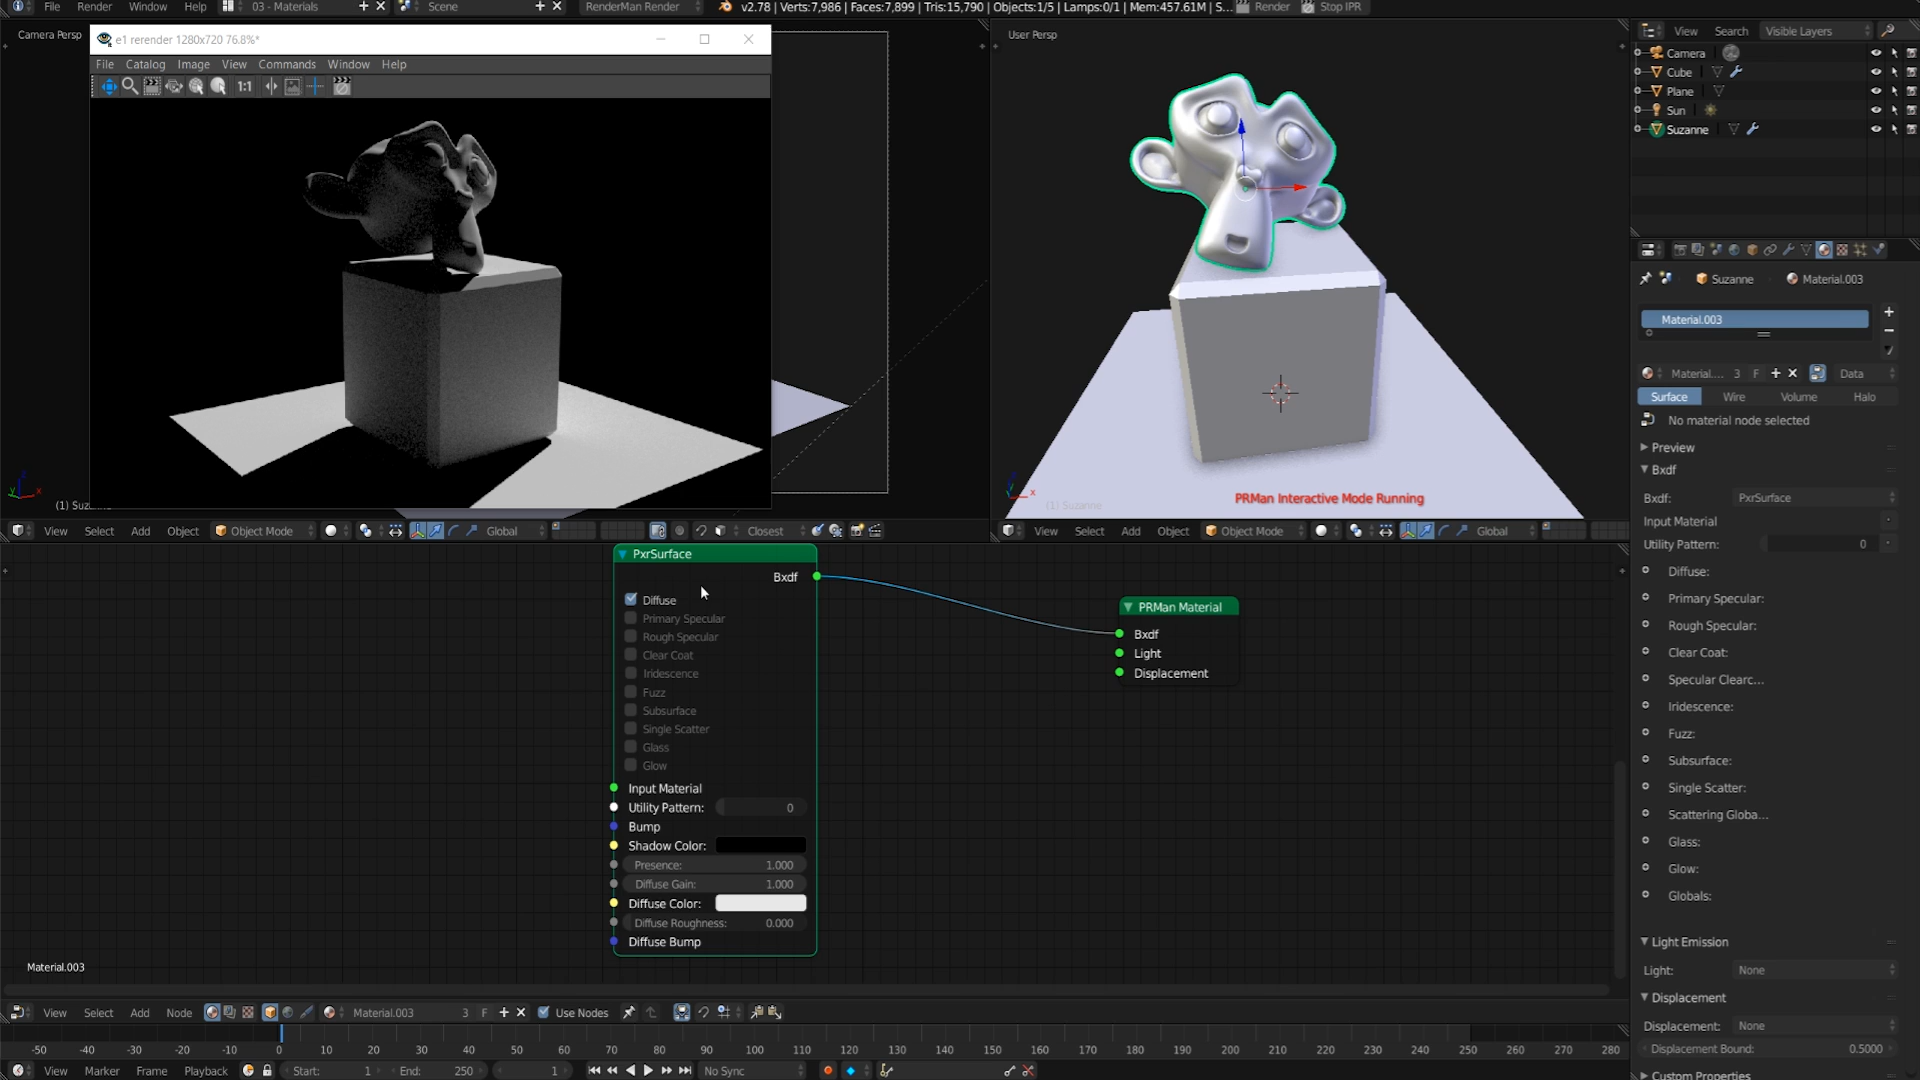 File Render Window Help 03 - Materials Scene RenderMan Render v2.78 | Verts:7,986 | Faces:7,899 | Tris:15,790 | Objects:1/5 | Lamps:0/1 | Mem:457.61M | S... Render Stop IPR
Camera Persp
e1 rerender 1280x720 76.8%*
File Catalog Image View Commands Window Help
1:1
(1) Suz
User Persp
(1) Suzanne
PRMan Interactive Mode Running
View Select Add Object Object Mode Global Closest
View Select Add Object Object Mode Global
PxrSurface
Bxdf
Diffuse
Primary Specular
Rough Specular
Clear Coat
Iridescence
Fuzz
Subsurface
Single Scatter
Glass
Glow
Input Material
Utility Pattern: 0
Bump
Shadow Color:
Presence: 1.000
Diffuse Gain: 1.000
Diffuse Color:
Diffuse Roughness: 0.000
Diffuse Bump
PRMan Material
Bxdf
Light
Displacement
Material.003
View Select Add Node Material.003 3 F Use Nodes
-50 -40 -30 -20 -10 0 10 20 30 40 50 60 70 80 90 100 110 120 130 140 150 160 170 180 190 200 210 220 230 240 250 260 270 280
View Marker Frame Playback Start: 1 End: 250 1 No Sync
View Search Visible Layers
Camera
Cube
Plane
Sun
Suzanne
Suzanne Material.003
Material.003
Material.... 3 F Data
Surface Wire Volume Halo
No material node selected
Preview
Bxdf
Bxdf: PxrSurface
Input Material
Utility Pattern: 0
Diffuse:
Primary Specular:
Rough Specular:
Clear Coat:
Specular Clearc...
Iridescence:
Fuzz:
Subsurface:
Single Scatter:
Scattering Globa...
Glass:
Glow:
Globals:
Light Emission
Light: None
Displacement
Displacement: None
Displacement Bound: 0.5000
Custom Properties